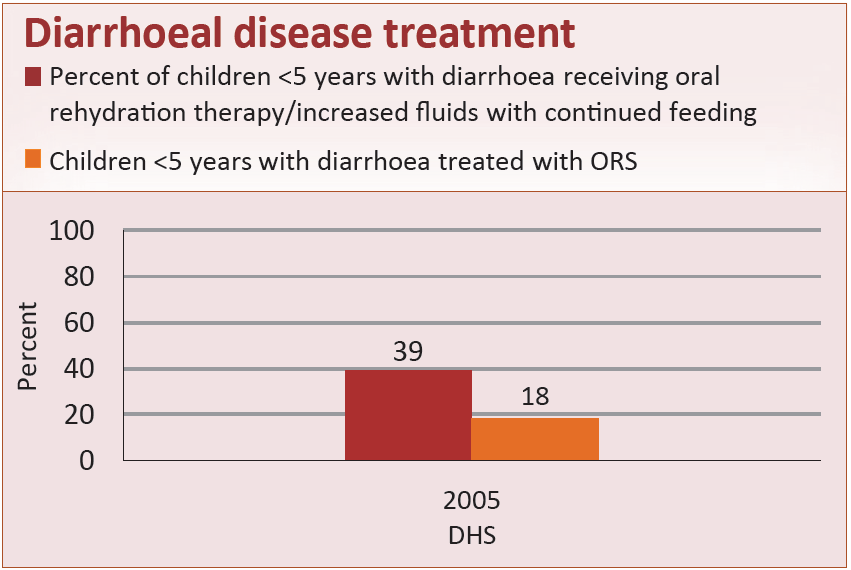 Diarrhoeal disease treatment
Percent of children <5 years with diarrhoea receiving oral
rehydration therapy/increased fluids with continued feeding
Children <5 years with diarrhoea treated with ORS
Percent
100
80
60
40
20
0
39
18
2005
DHS